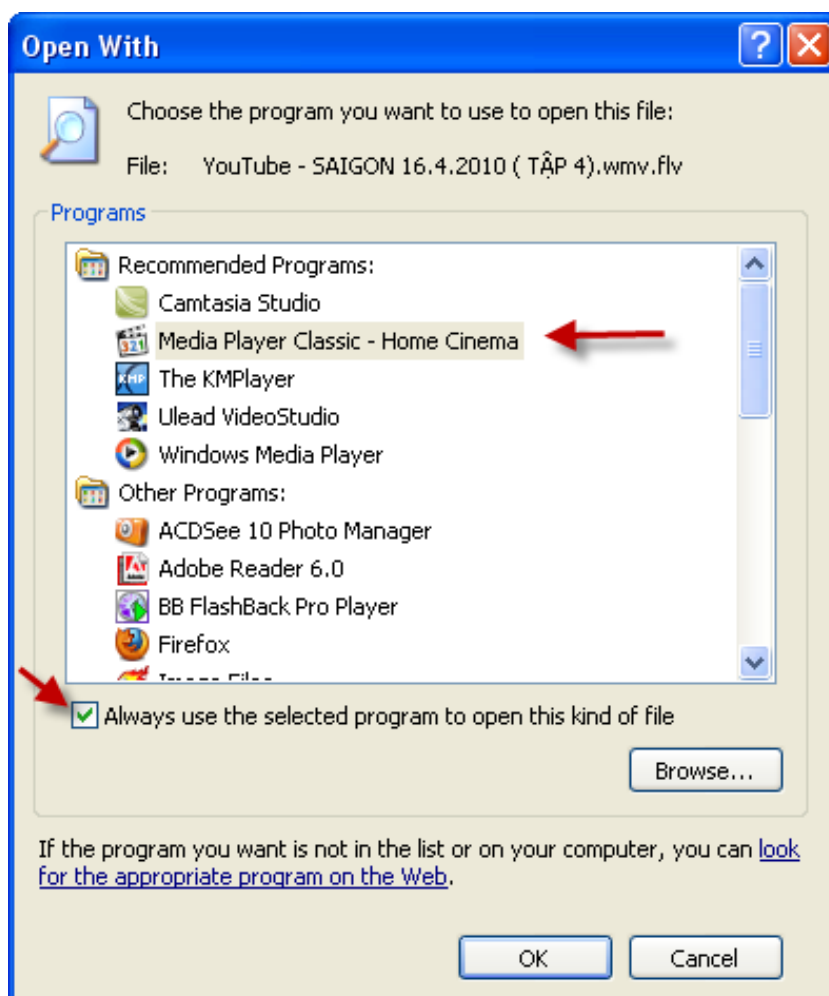 Open With
Choose the program you want to use to open this file:
File: YouTube - SAIGON 16.4.2010 ( TẬP 4).wmv.flv
Programs
Recommended Programs:
Camtasia Studio
321
Media Player Classic - Home Cinema
KMP
The KMPlayer
Ulead VideoStudio
Windows Media Player
Other Programs:
ACDSee 10 Photo Manager
Adobe Reader 6.0
BB FlashBack Pro Player
Firefox
Always use the selected program to open this kind of file
Browse...
If the program you want is not in the list or on your computer, you can look
for the appropriate program on the Web.
OK Cancel